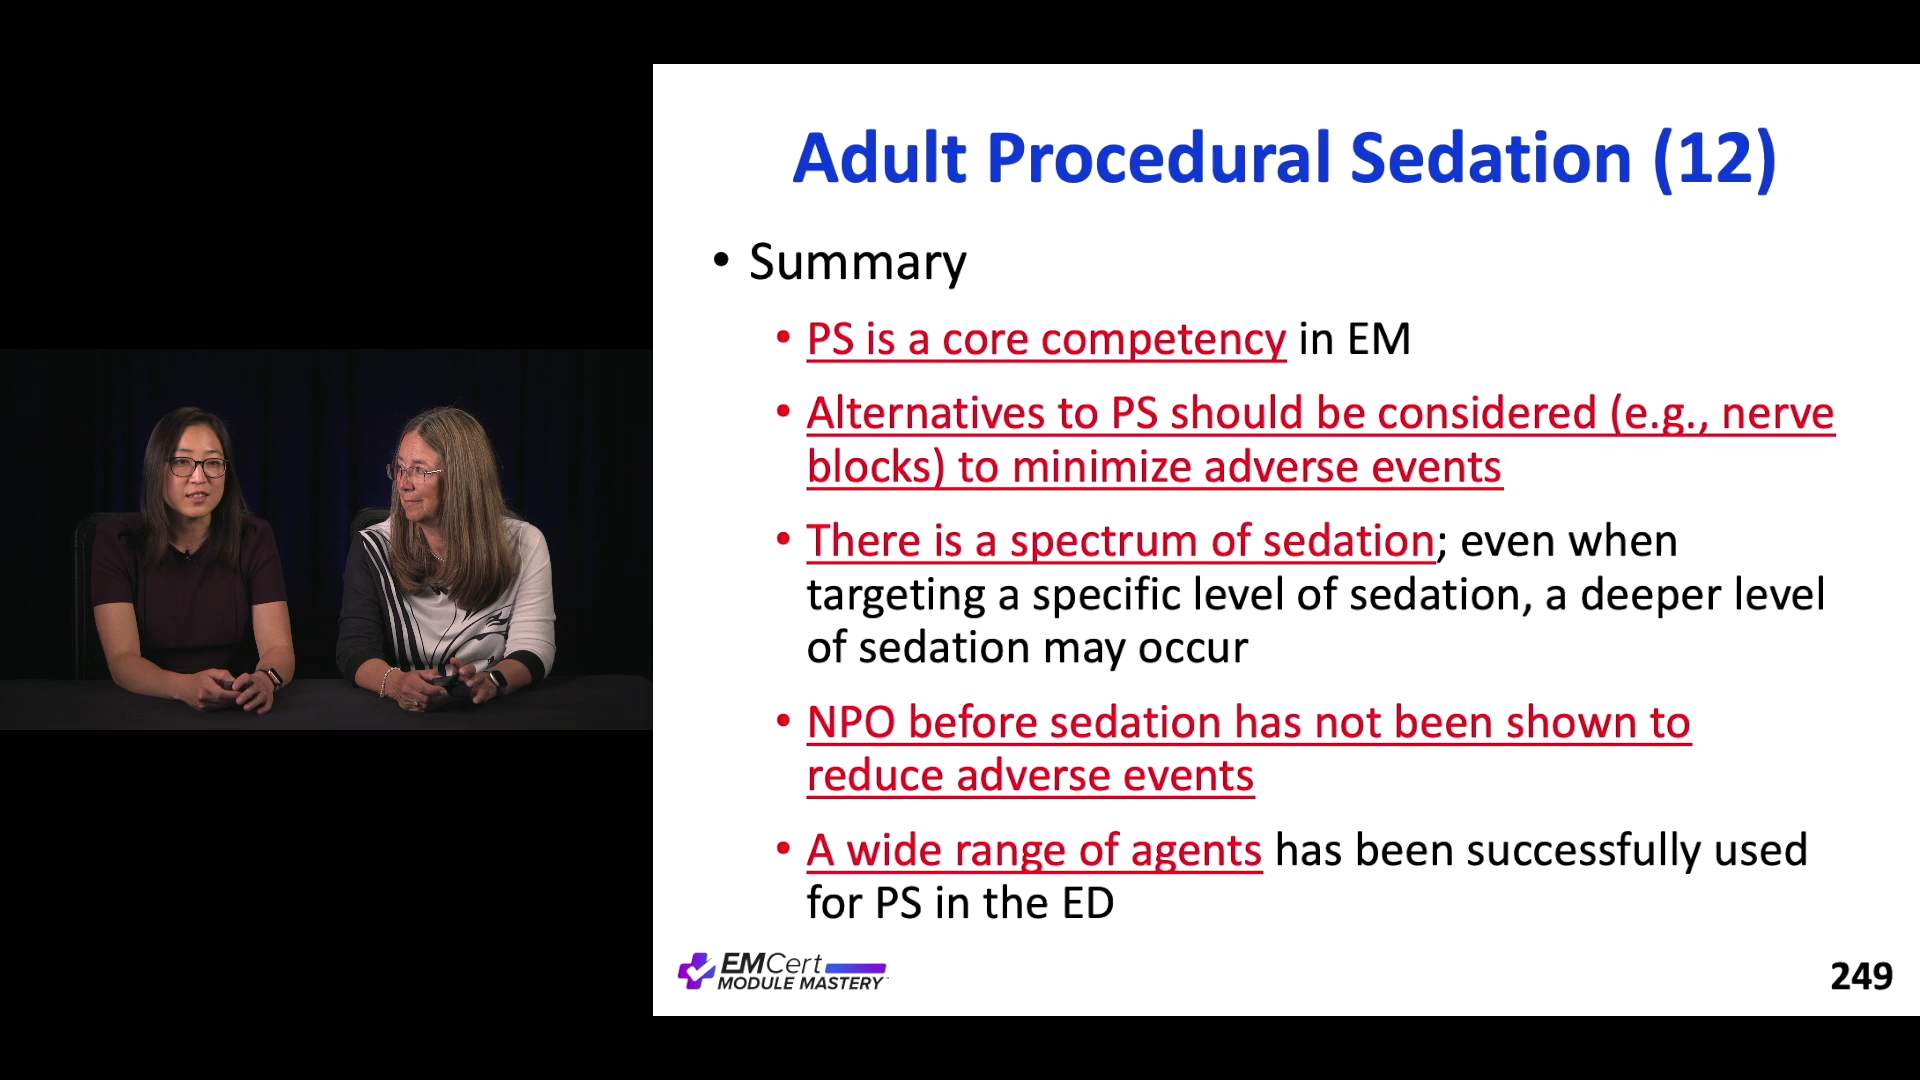 Adult Procedural Sedation (12)
• Summary
• PS is a core competency in EM
• Alternatives to PS should be considered (e.g., nerve
blocks) to minimize adverse events
• There is a spectrum of sedation; even when
targeting a specific level of sedation, a deeper level
of sedation may occur
• NPO before sedation has not been shown to
reduce adverse events
• A wide range of agents has been successfully used
for PS in the ED
EMCert
MODULE MASTERY
249